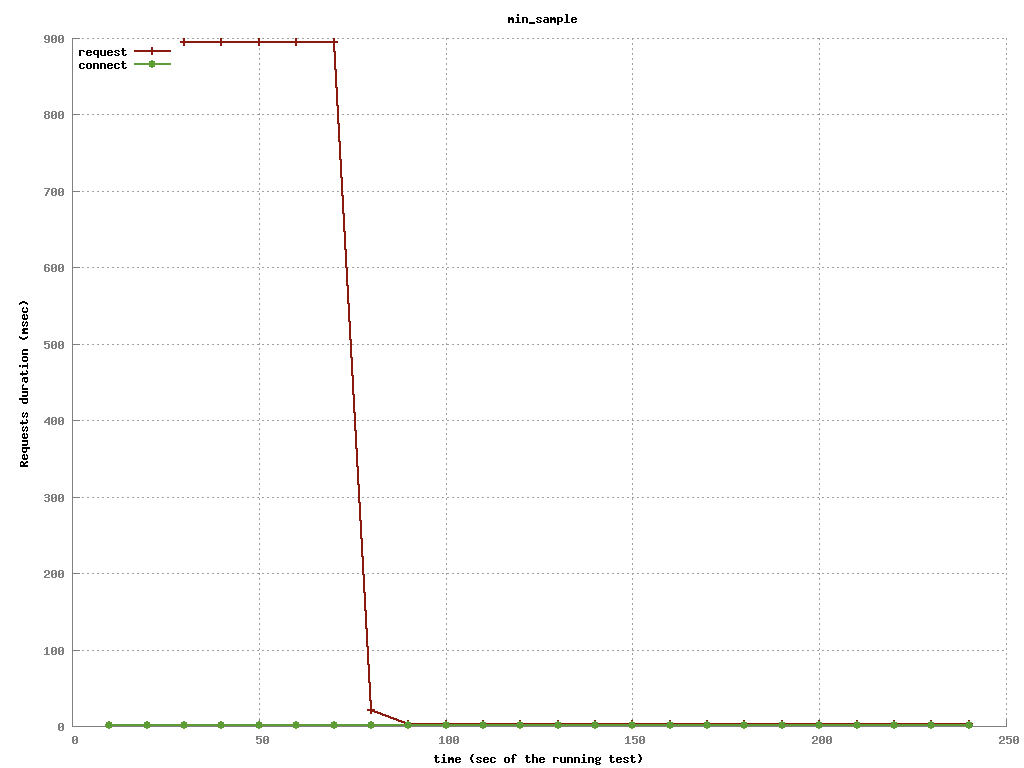 min_sample
900
800
700
600
500
400
300
200
100
0
request
connect
Requests duration (msec)
0 50 100 150 200 250
time (sec of the running test)